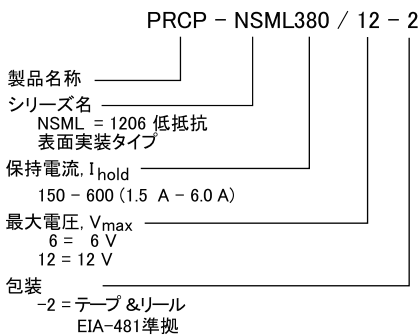 PRCP - NSML380 / 12 - 2
製品名称
シリーズ名
NSML = 1206 低抵抗
表面実装タイプ
保持電流, I hold
150 - 600 (1.5 A - 6.0 A)
最大電圧, Vmax
6 = 6 V
12 = 12 V
包装
-2 = テープ &リール
EIA-481準拠